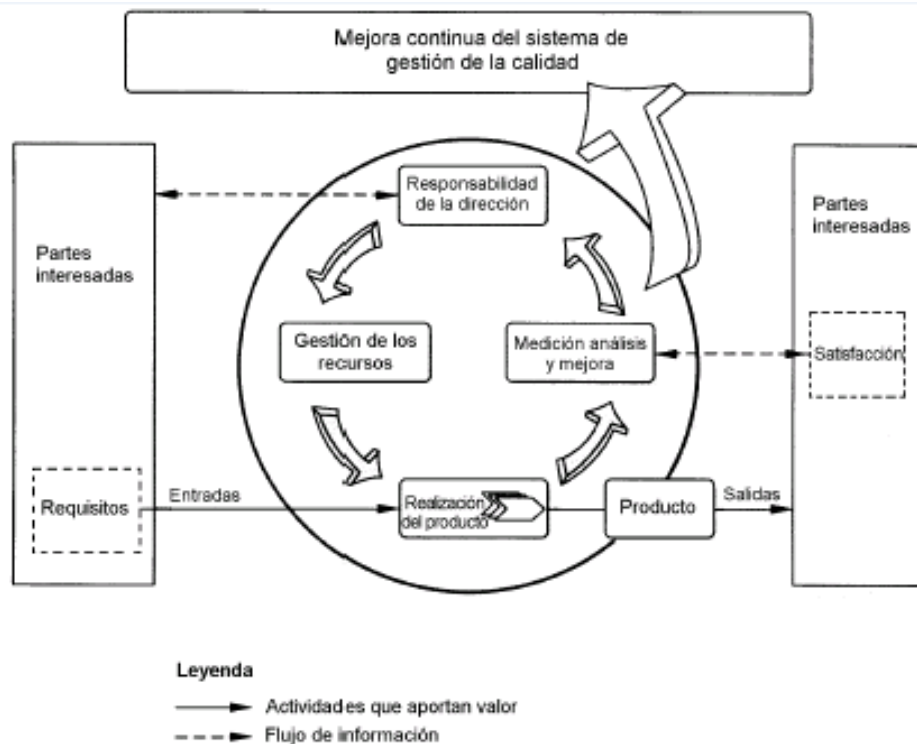 Mejora continua del sistema de
gestión de la calidad
Responsabilidad
de la dirección
Partes
interesadas
Partes
interesadas
Gestión de los
recursos
Medición análisis
y mejora
Satisfacción
Requisitos
Entradas
Realización
del producto
Producto
Salidas
Leyenda
Actividades que aportan valor
Flujo de información